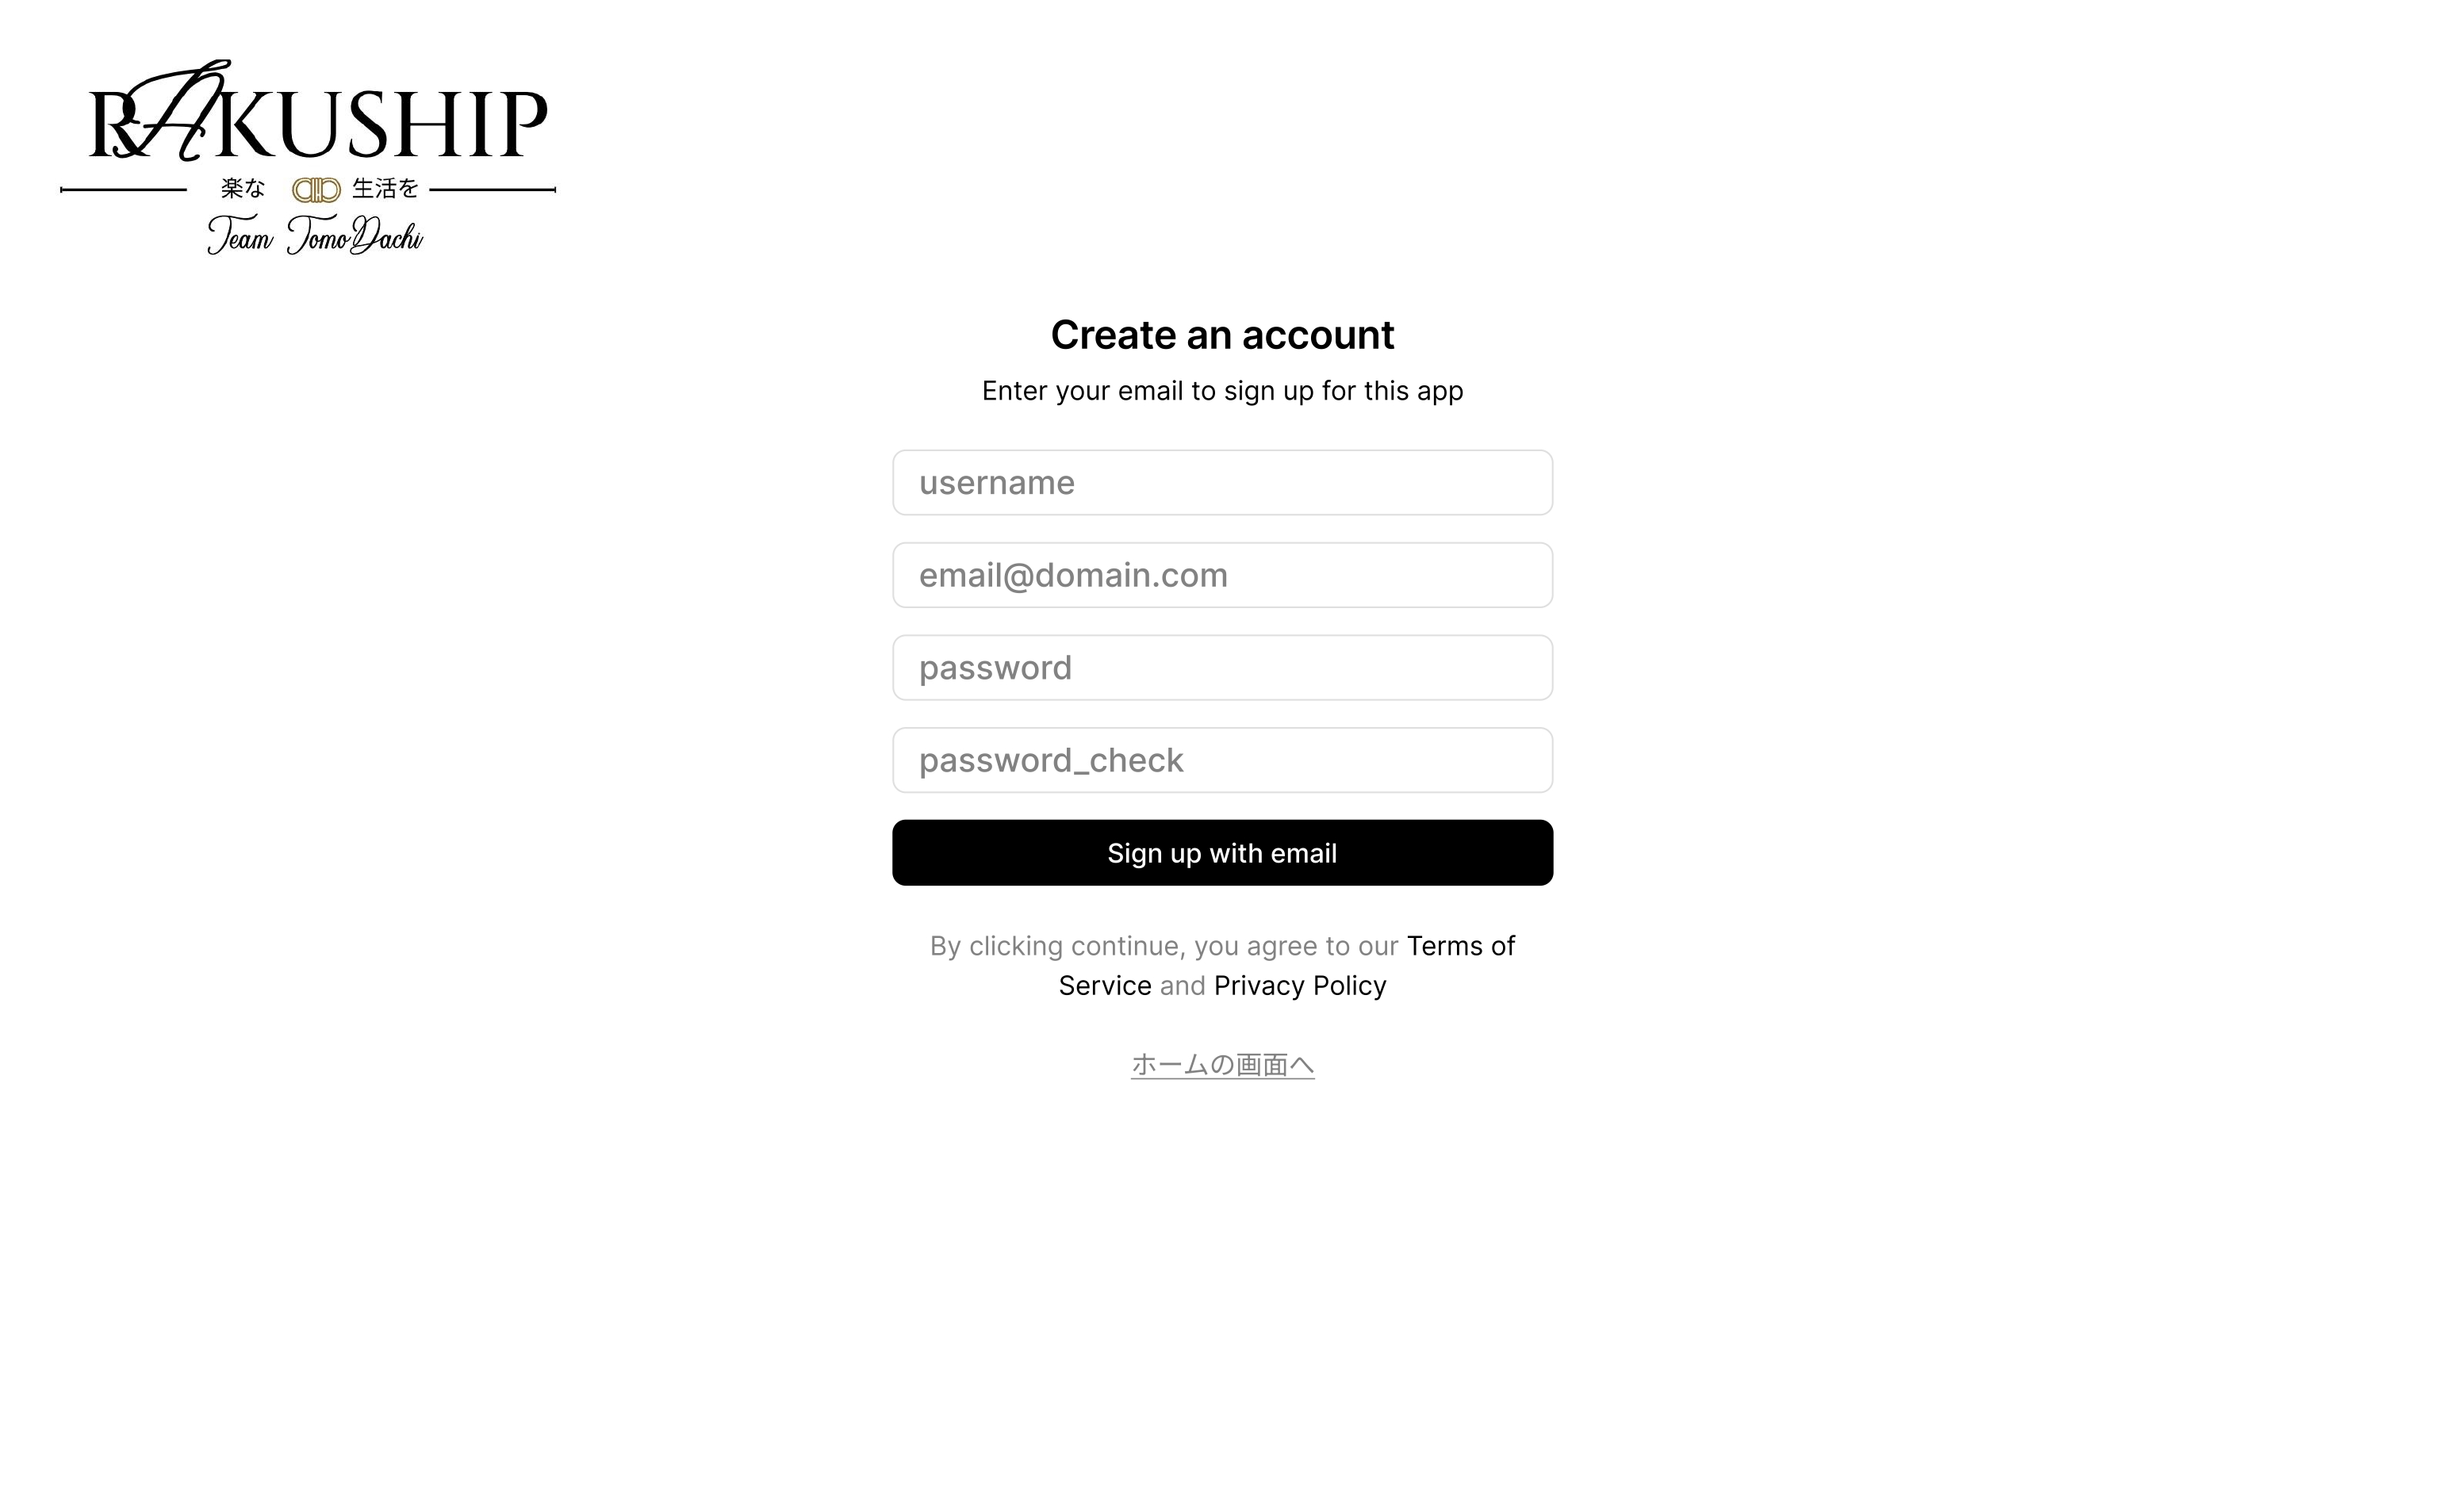 RAKUSHIP
楽な 生活を
Team TomoDachi
Create an account
Enter your email to sign up for this app
username
email@domain.com
password
password_check
Sign up with email
By clicking continue, you agree to our Terms of
Service and Privacy Policy
ホームの画面へ